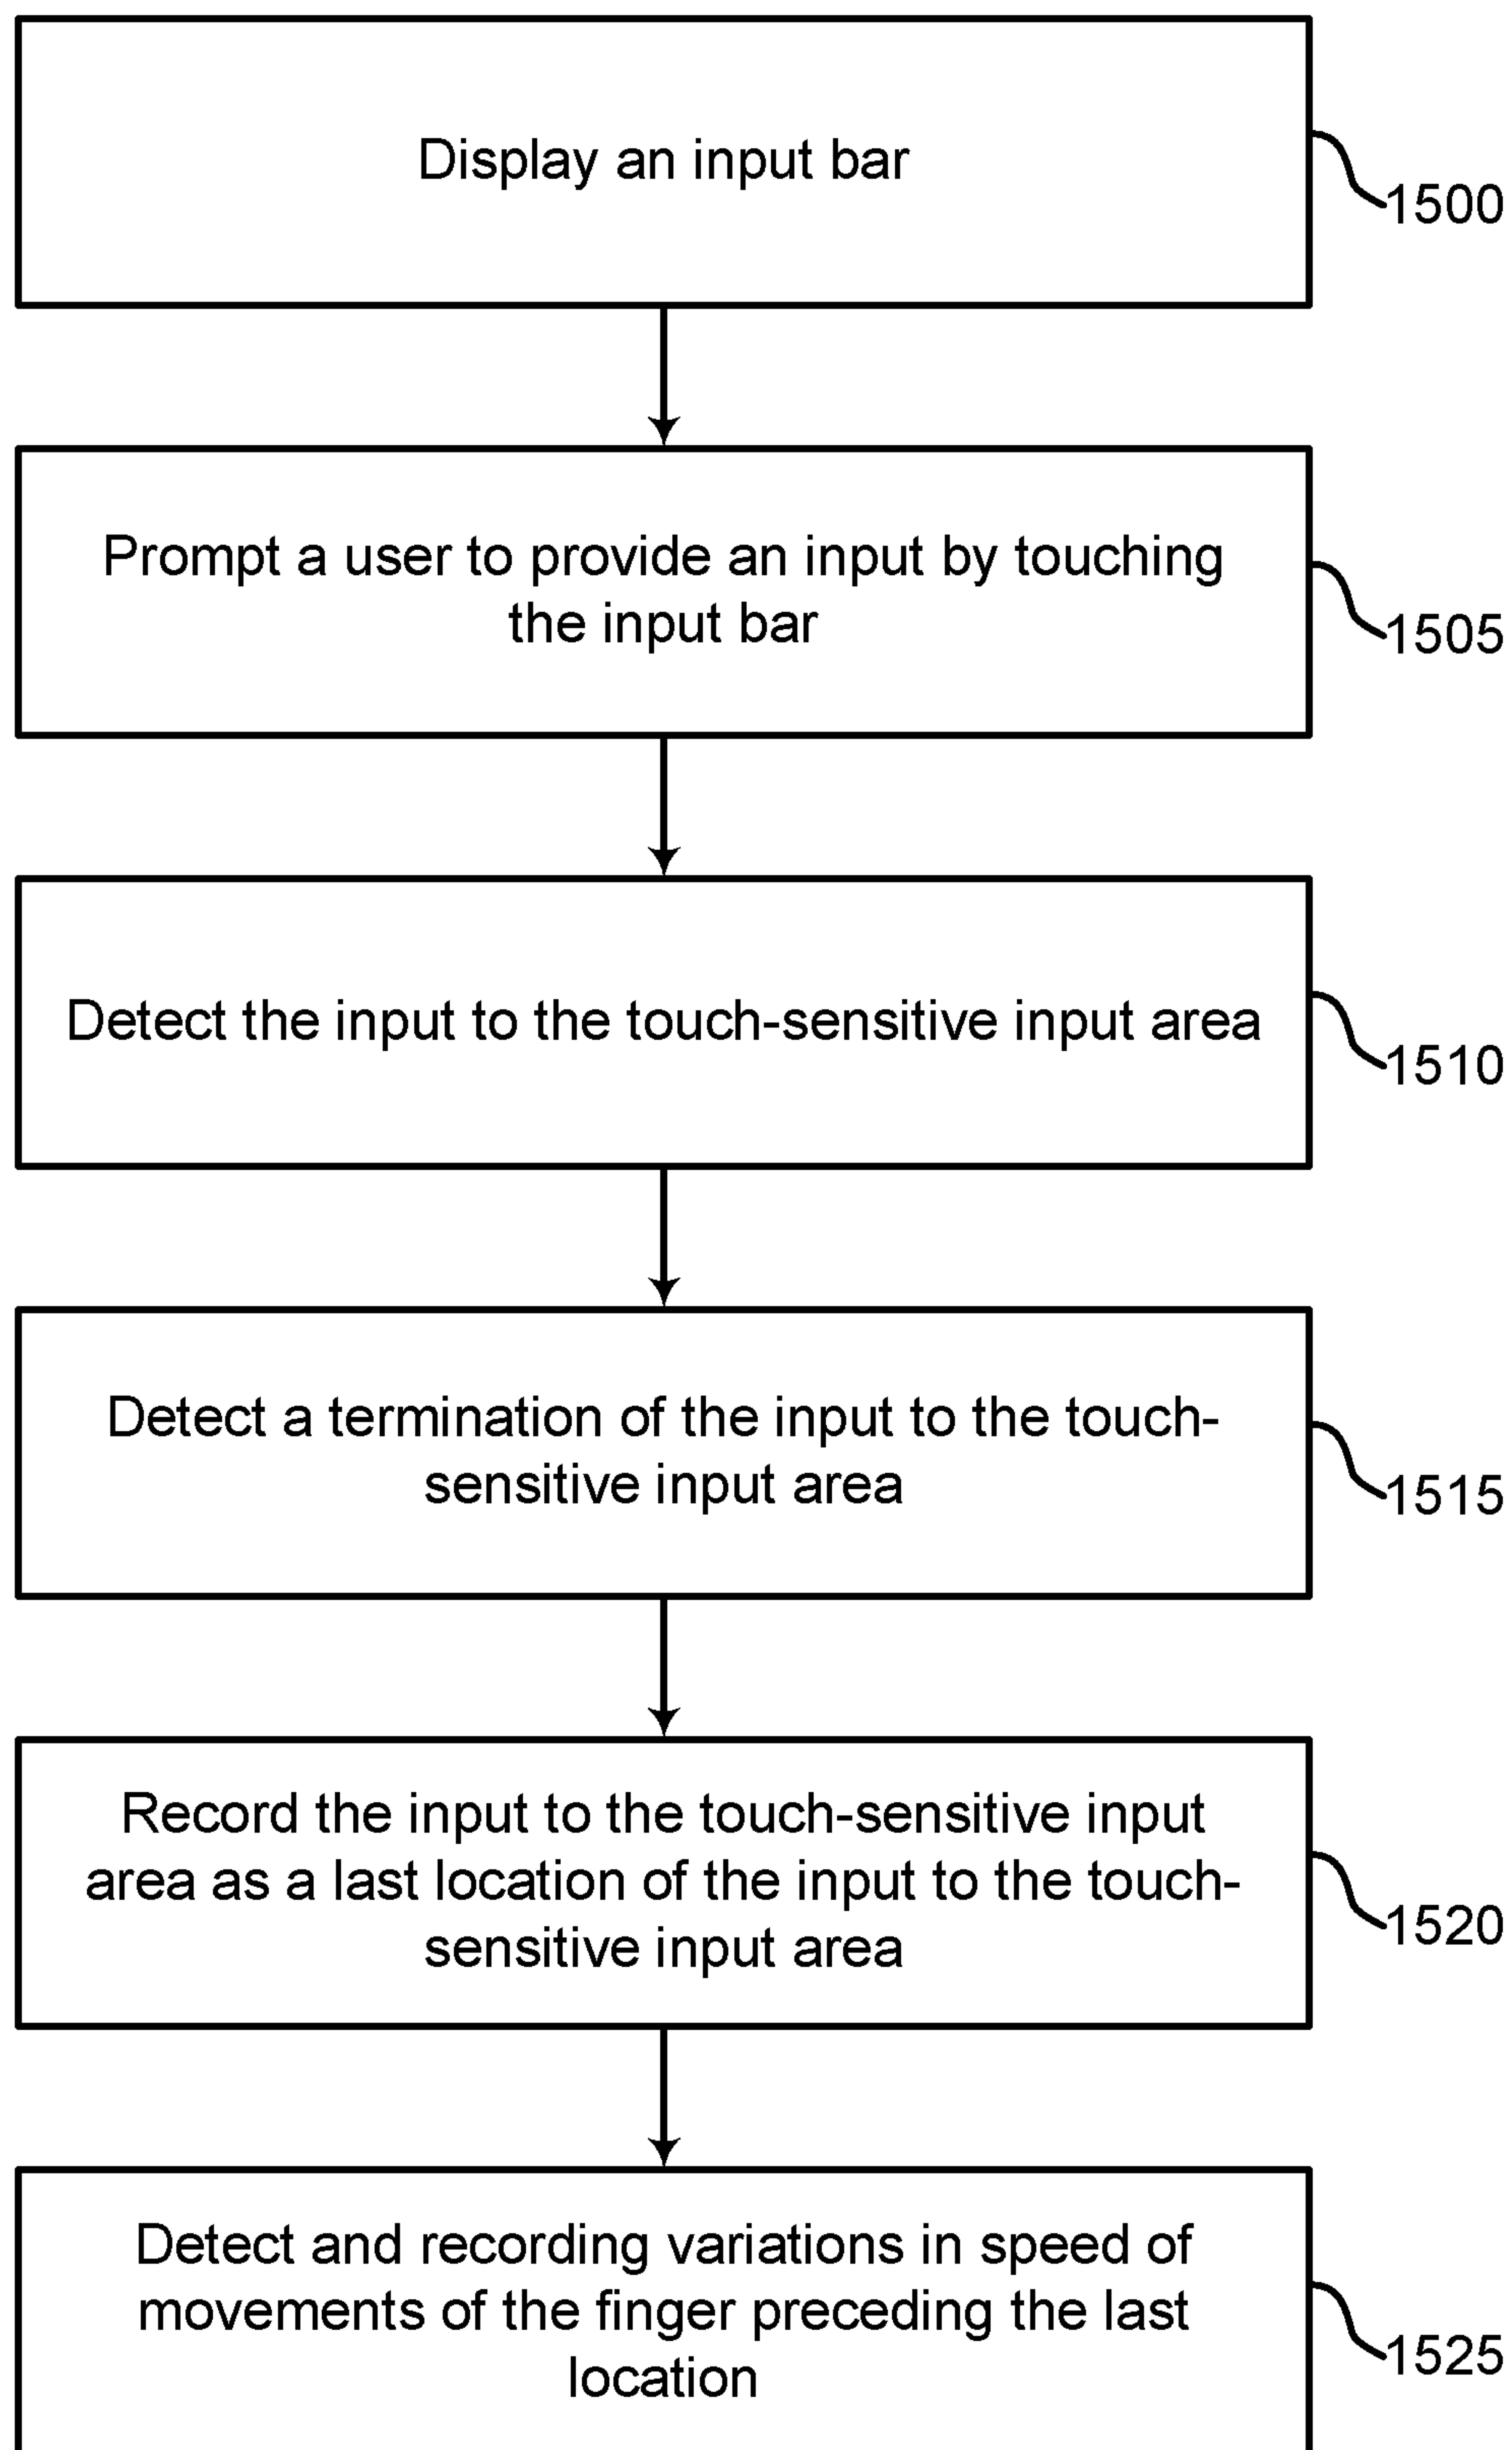 Display an input bar
1500
Prompt a user to provide an input by touching
the input bar
1505
Detect the input to the touch-sensitive input area
1510
Detect a termination of the input to the touch-
sensitive input area
1515
Record the input to the touch-sensitive input
area as a last location of the input to the touch-
sensitive input area
1520
Detect and recording variations in speed of
movements of the finger preceding the last
location
1525